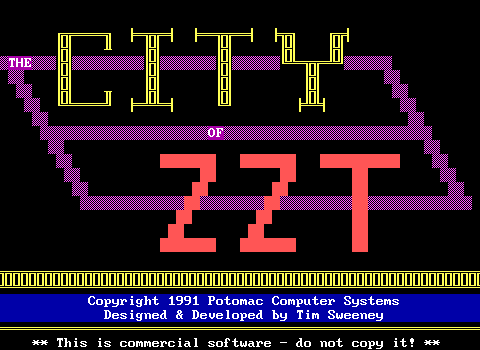 THE
CITY
OF
ZZT
Copyright 1991 Potomac Computer Systems
Designed & Developed by Tim Sweeney
** This is commercial software - do not copy it! **